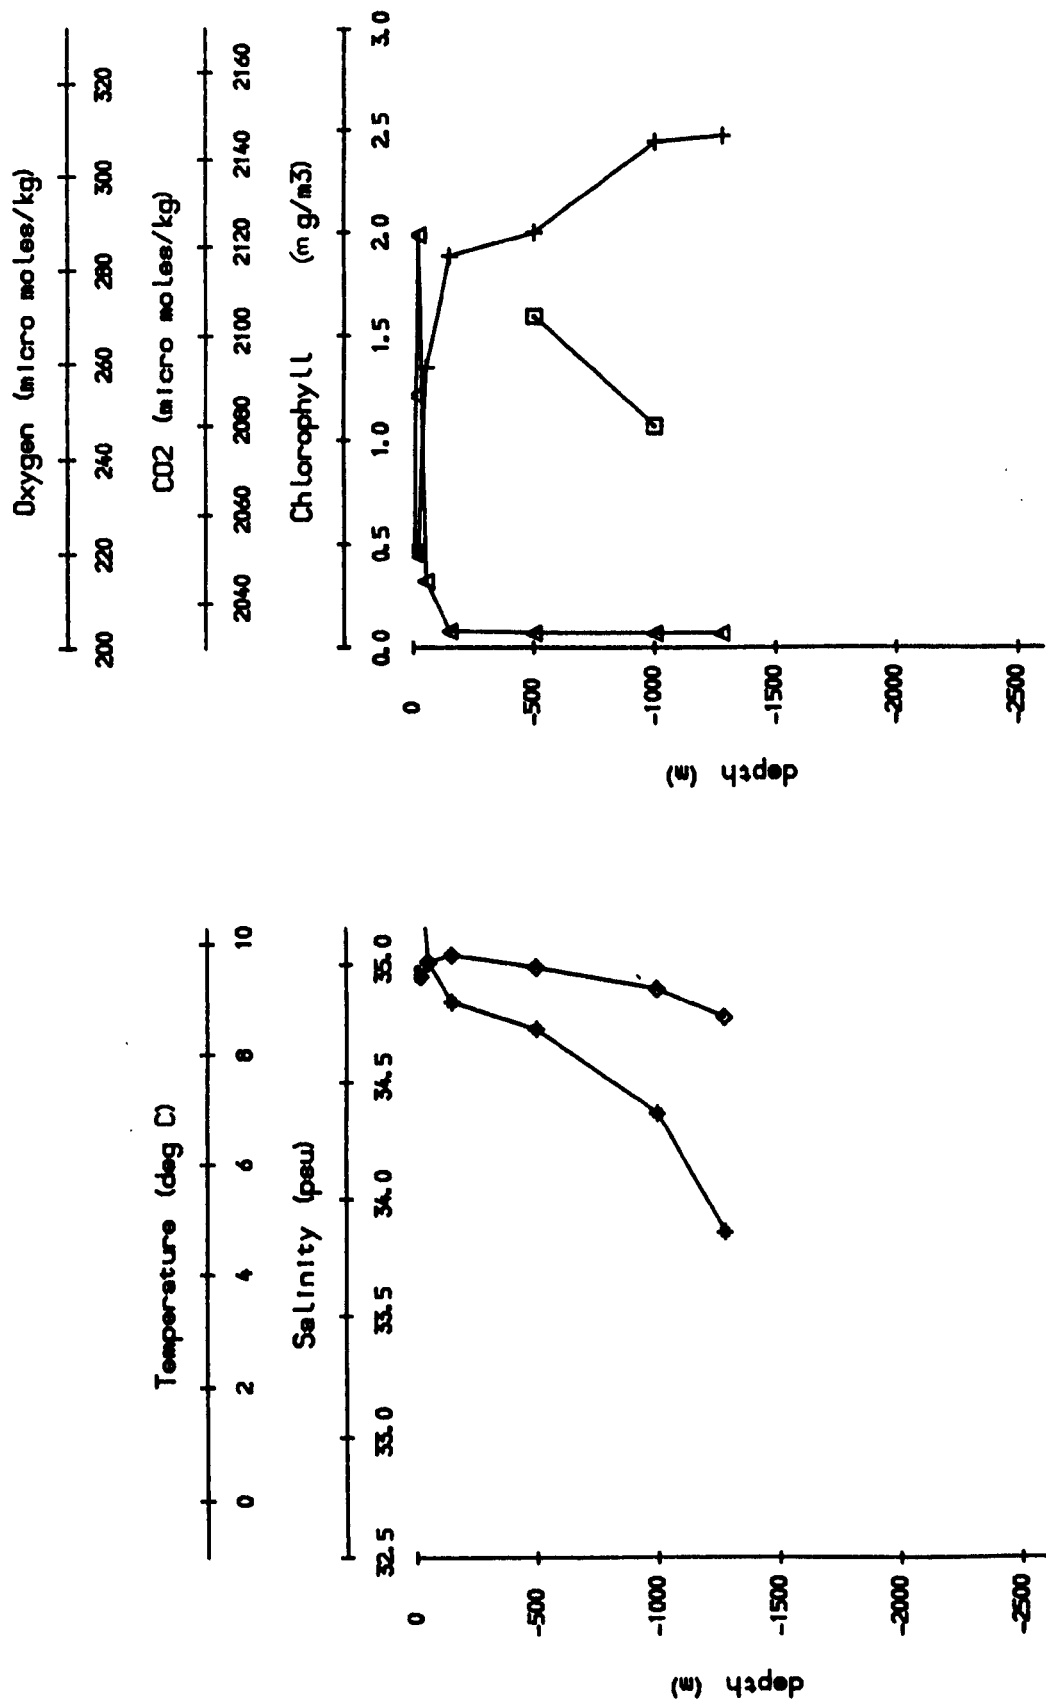 Temperature (deg C)
0 2 4 6 8 10
Salinity (psu)
32.5 33.0 33.5 34.0 34.5 35.0
0
-500
-1000
-1500
-2000
-2500
depth (m)
Oxygen (micro moles/kg)
200 220 240 260 280 300 320
CO2 (micro moles/kg)
2040 2060 2080 2100 2120 2140 2160
Chlorophyll (mg/m3)
0.0 0.5 1.0 1.5 2.0 2.5 3.0
0
-500
-1000
-1500
-2000
-2500
depth (m)